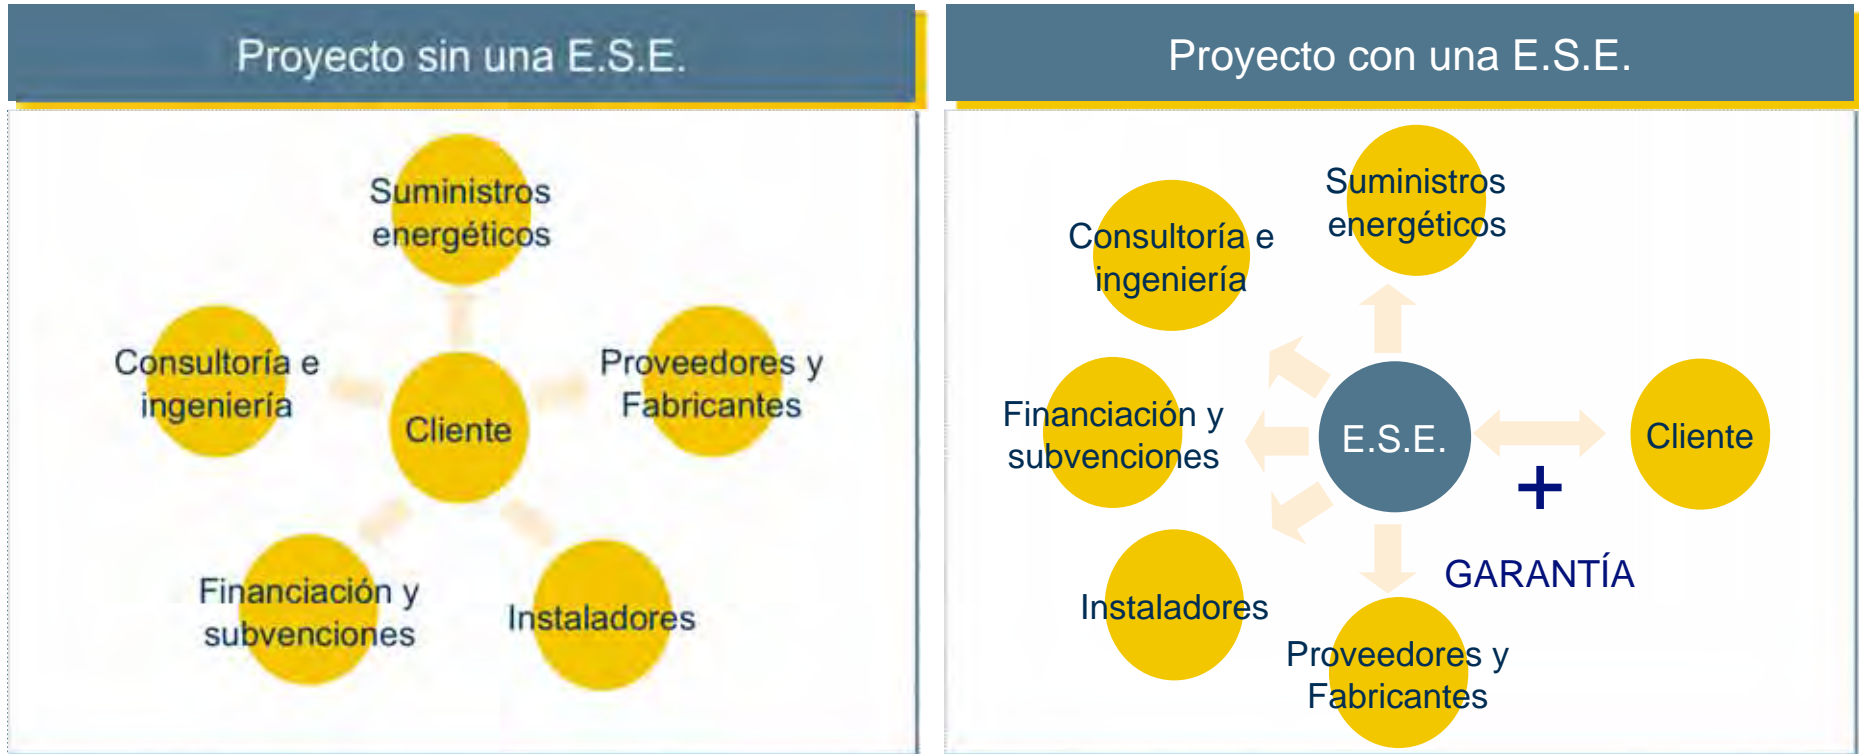 Proyecto sin una E.S.E.
Suministros
energéticos
Consultoría e
ingeniería
Proveedores y
Fabricantes
Cliente
Financiación y
subvenciones
Instaladores
Proyecto con una E.S.E.
Suministros
energéticos
Consultoría e
ingeniería
Financiación y
subvenciones
E.S.E.
Cliente
+
GARANTÍA
Instaladores
Proveedores y
Fabricantes